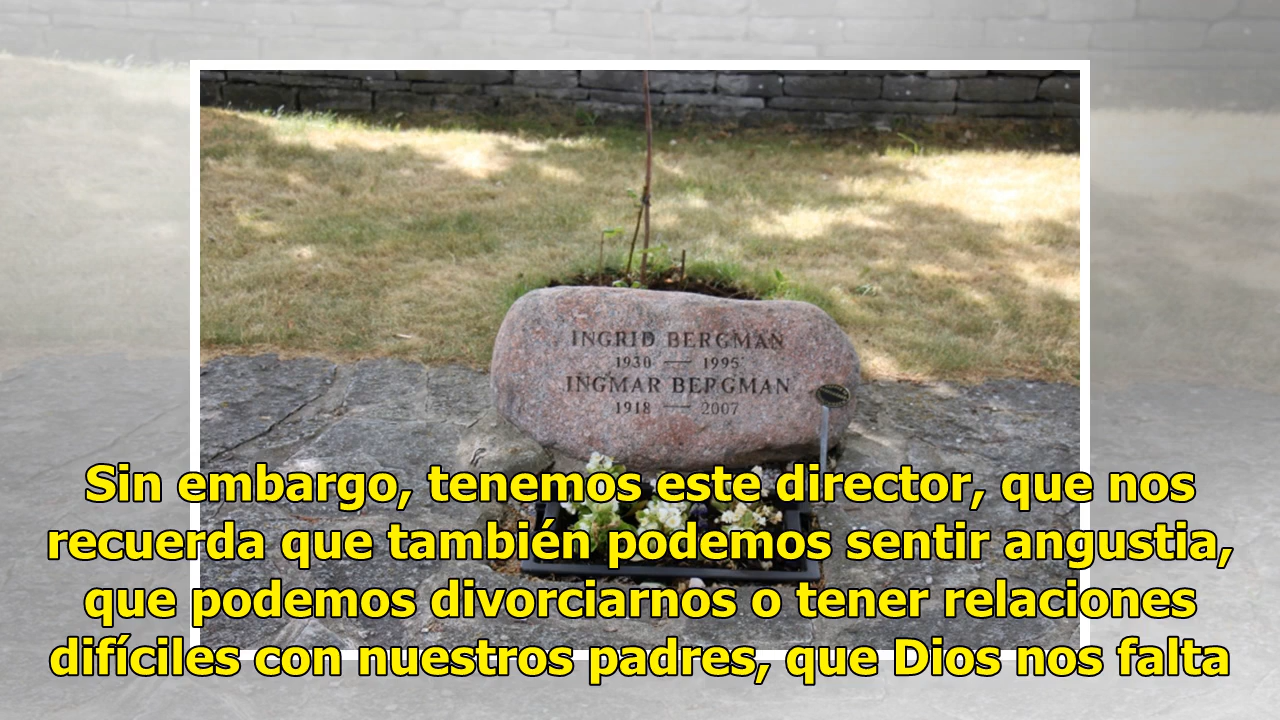 INGRID BERGMAN
1930 — 1995
INGMAR BERGMAN
1918 — 2007
Sin embargo, tenemos este director, que nos
recuerda que también podemos sentir angustia,
que podemos divorciarnos o tener relaciones
difíciles con nuestros padres, que Dios nos falta